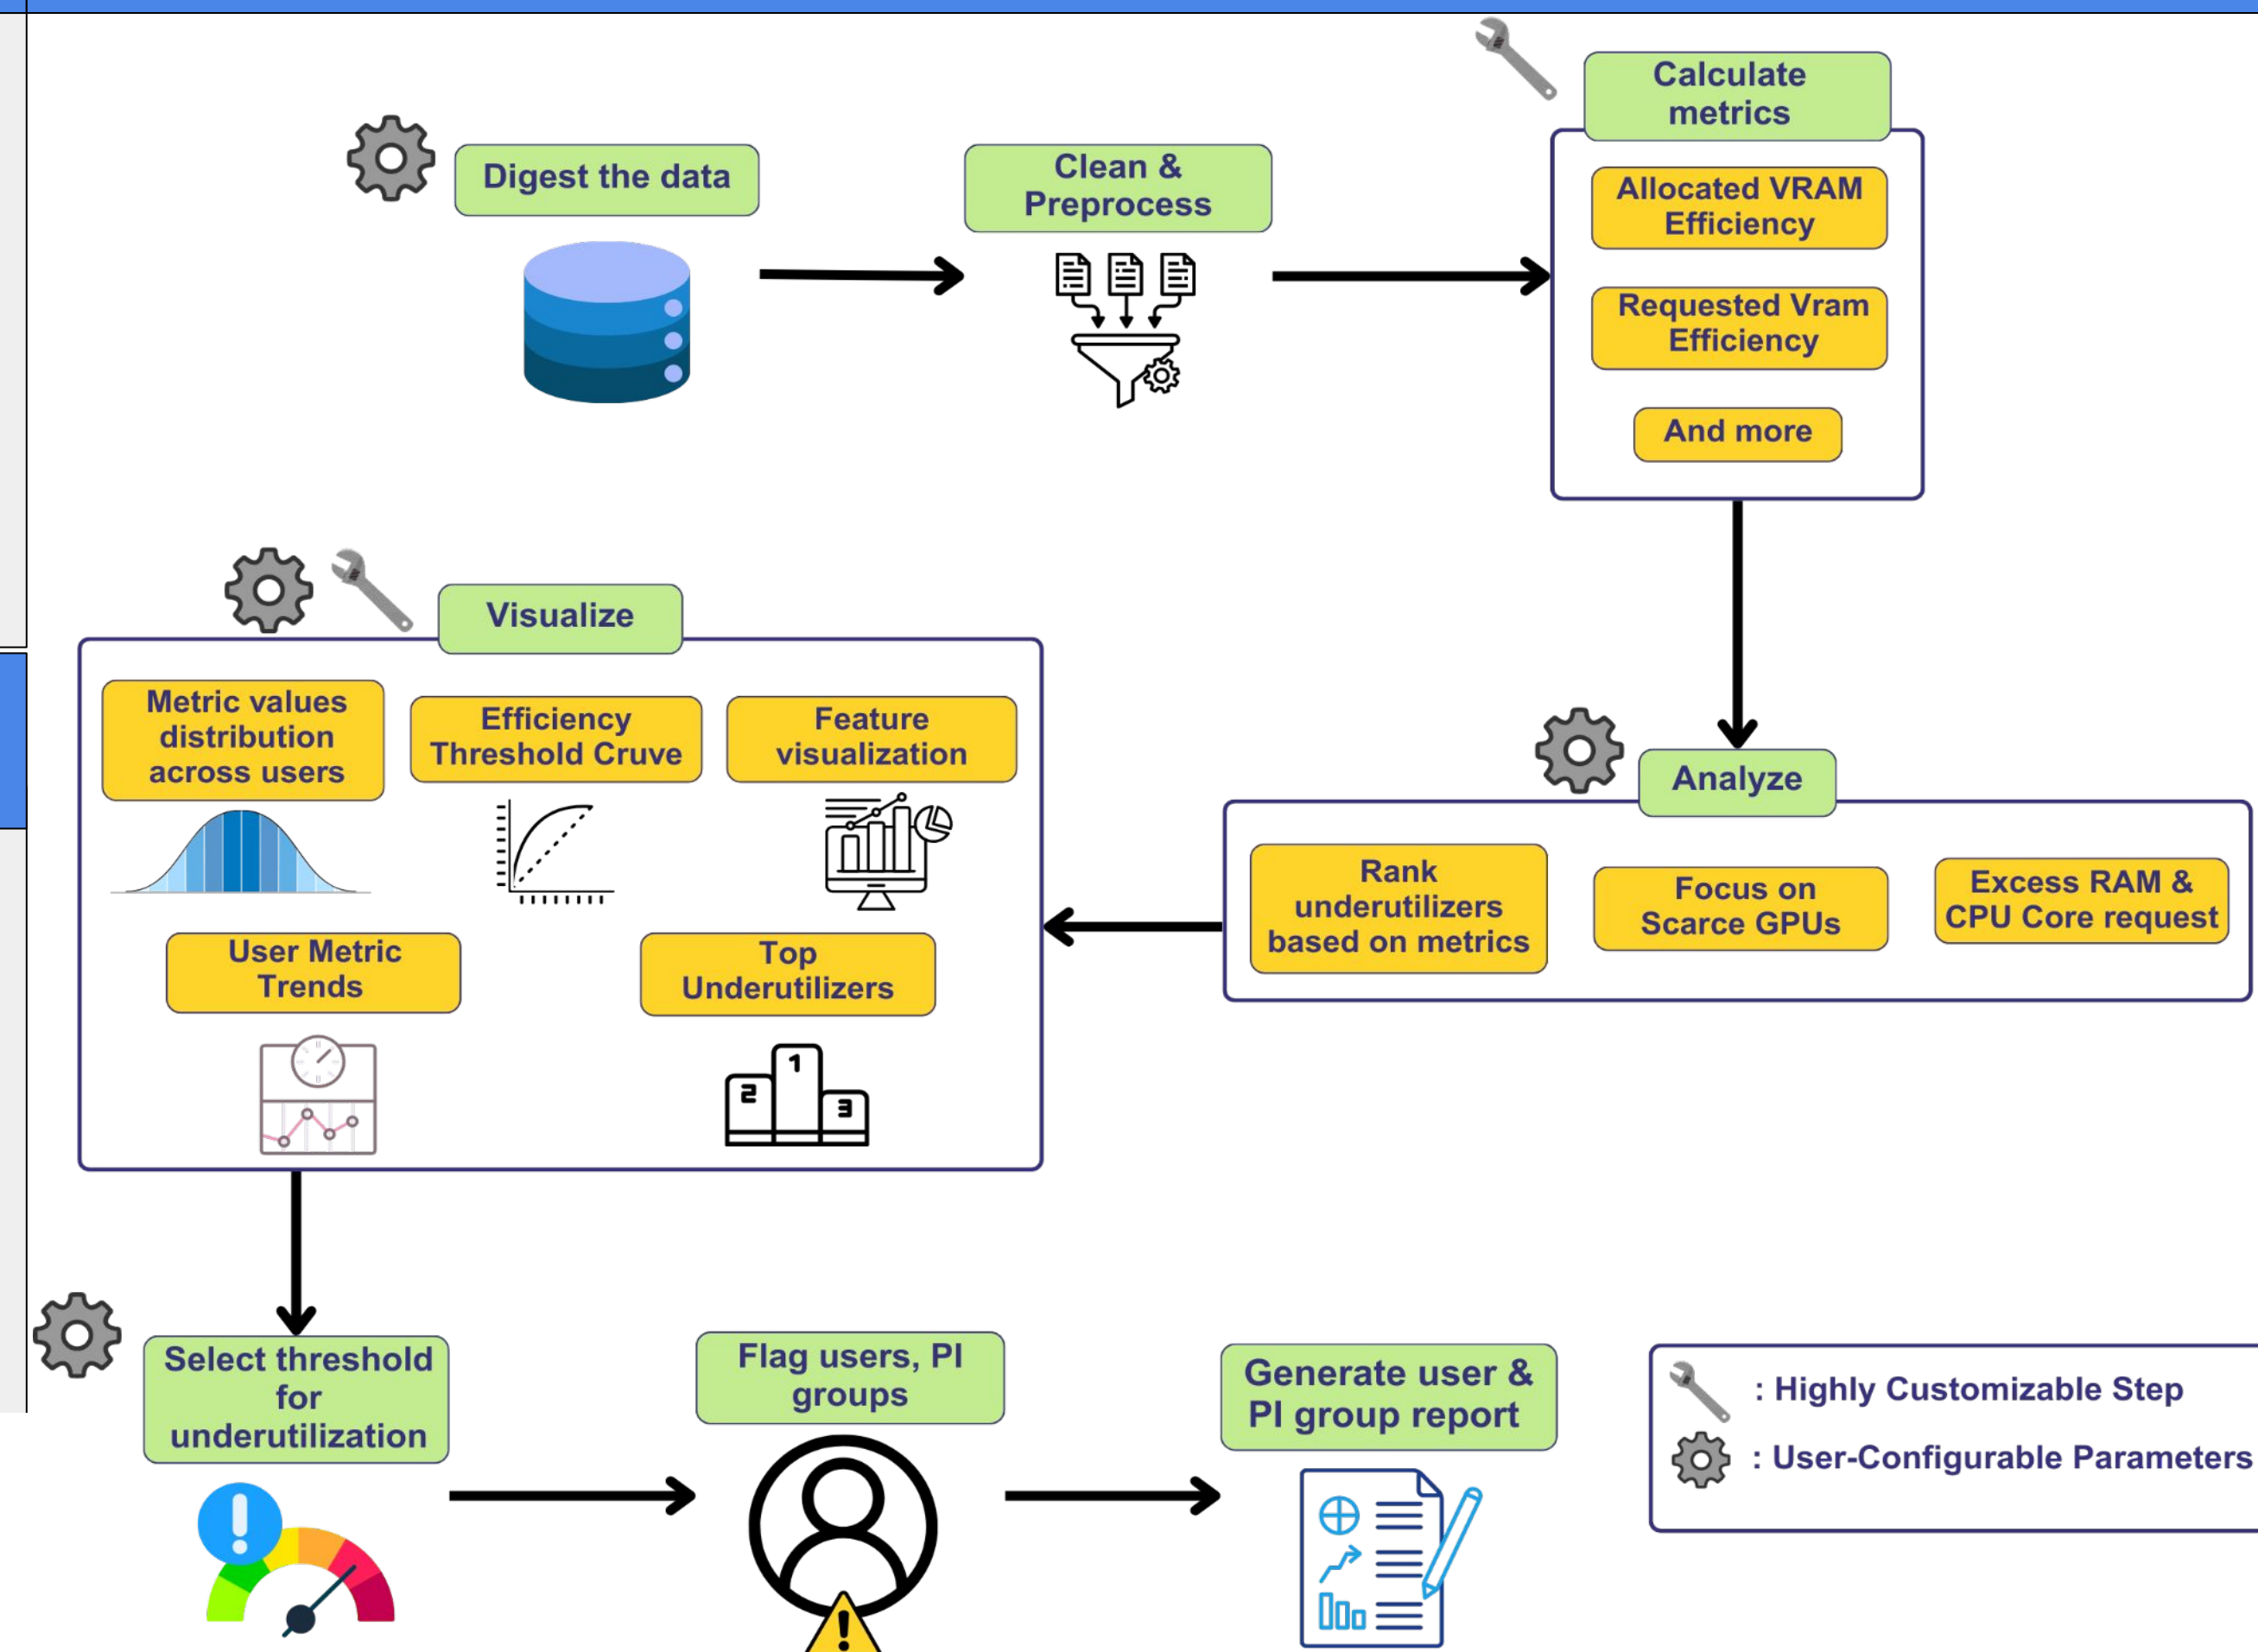 Digest the data
Clean &
Preprocess
Calculate
metrics
Allocated VRAM
Efficiency
Requested Vram
Efficiency
And more
Analyze
Rank
underutilizers
based on metrics
Focus on
Scarce GPUs
Excess RAM &
CPU Core request
Visualize
Metric values
distribution
across users
Efficiency
Threshold Cruve
Feature
visualization
User Metric
Trends
Top
Underutilizers
1
2
3
Select threshold
for
underutilization
Flag users, PI
groups
Generate user &
PI group report
: Highly Customizable Step
: User-Configurable Parameters